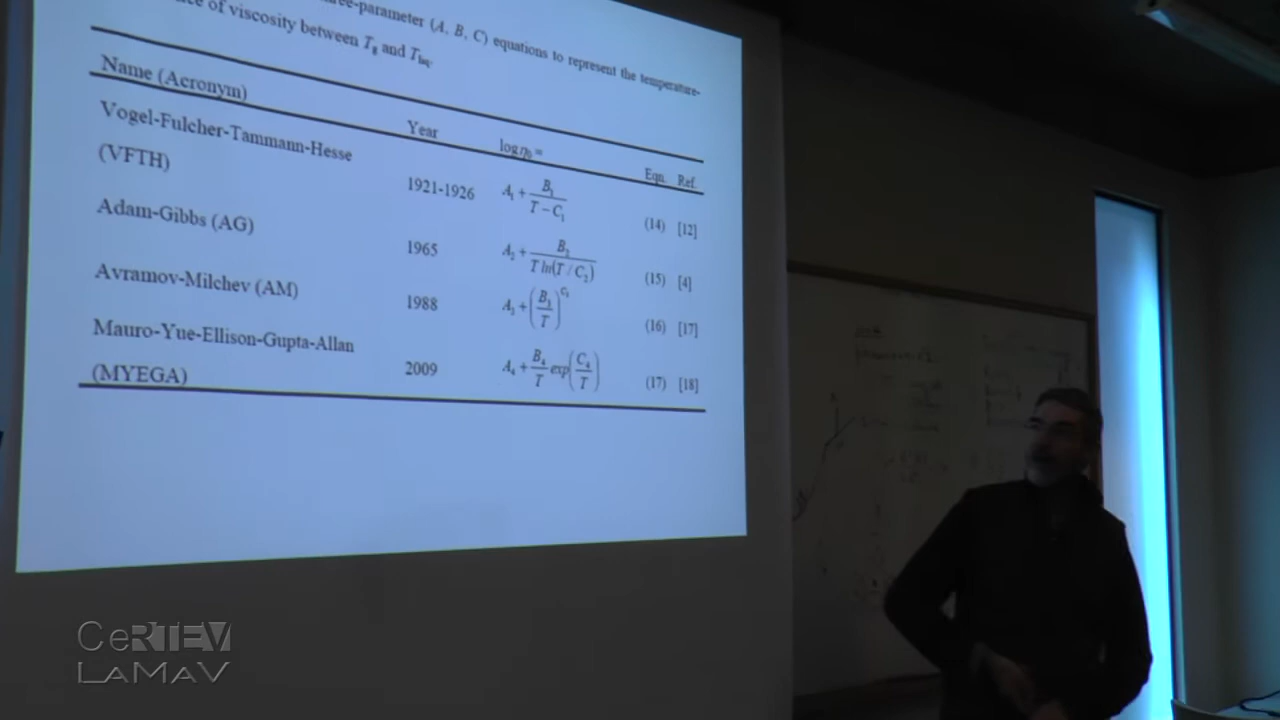 ree-parameter (A, B, C) equations to represent the temperature-
ce of viscosity between Tg and Tliq.
Name (Acronym) Year log η0 = Eqn. Ref.
Vogel-Fulcher-Tammann-Hesse
(VFTH) 1921-1926 A1 + B1 / (T – C1) (14) [12]
Adam-Gibbs (AG) 1965 A2 + B2 / (T ln(T / C2)) (15) [4]
Avramov-Milchev (AM) 1988 A3 + (B3 / T)^C3 (16) [17]
Mauro-Yue-Ellison-Gupta-Allan
(MYEGA) 2009 A4 + B4 / T exp(C4 / T) (17) [18]
CeRTEV
LAMAV